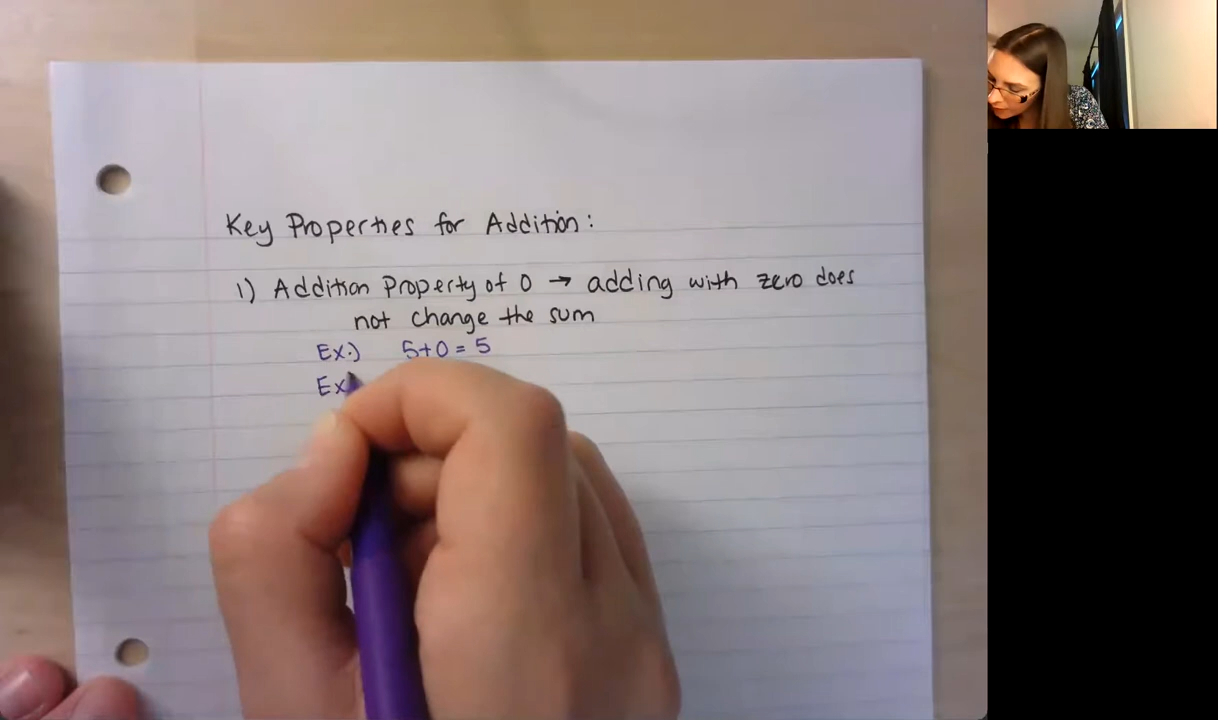 Key Properties for Addition:
1) Addition Property of 0 → adding with zero does
not change the sum
Ex.) 5+0=5
Ex